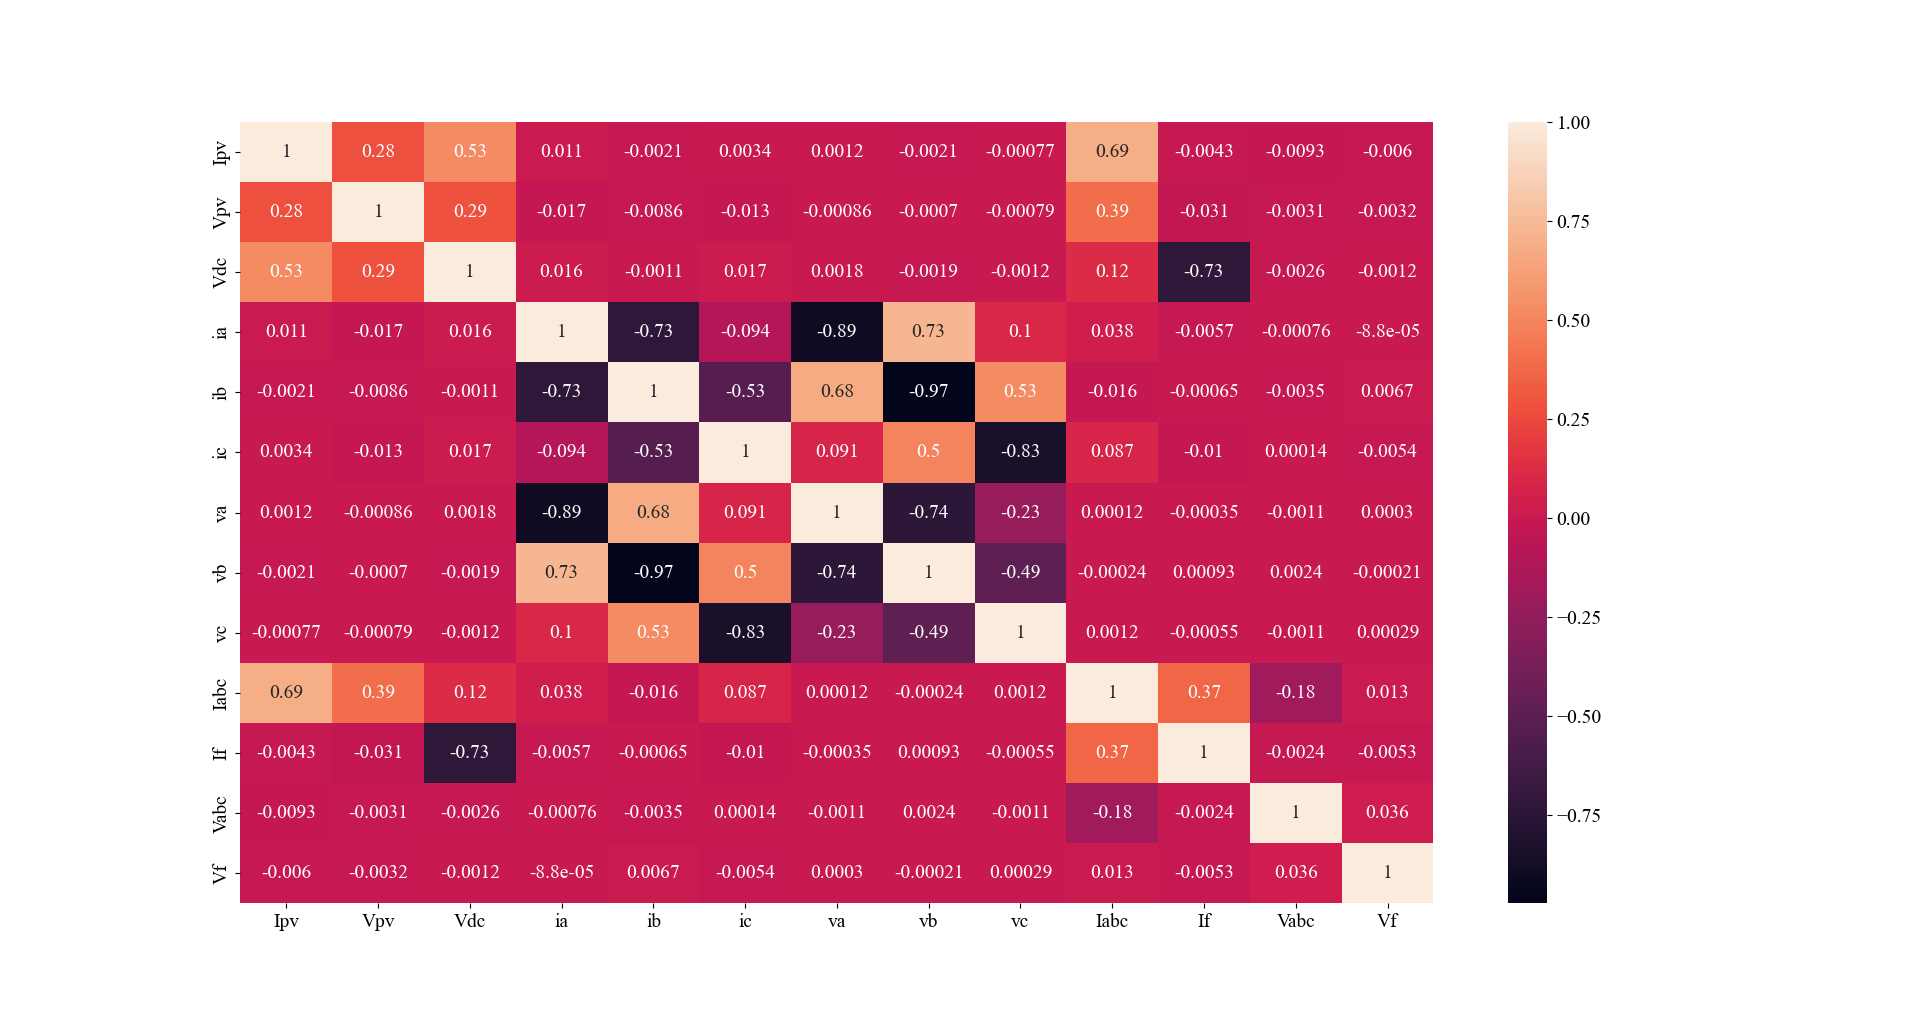 Ipv 1 0.28 0.53 0.011 -0.0021 0.0034 0.0012 -0.0021 -0.00077 0.69 -0.0043 -0.0093 -0.006
Vpv 0.28 1 0.29 -0.017 -0.0086 -0.013 -0.00086 -0.0007 -0.00079 0.39 -0.031 -0.0031 -0.0032
Vdc 0.53 0.29 1 0.016 -0.0011 0.017 0.0018 -0.0019 -0.0012 0.12 -0.73 -0.0026 -0.0012
ia 0.011 -0.017 0.016 1 -0.73 -0.094 -0.89 0.73 0.1 0.038 -0.0057 -0.00076 -8.8e-05
ib -0.0021 -0.0086 -0.0011 -0.73 1 -0.53 0.68 -0.97 0.53 -0.016 -0.00065 -0.0035 0.0067
ic 0.0034 -0.013 0.017 -0.094 -0.53 1 0.091 0.5 -0.83 0.087 -0.01 0.00014 -0.0054
va 0.0012 -0.00086 0.0018 -0.89 0.68 0.091 1 -0.74 -0.23 0.00012 -0.00035 -0.0011 0.0003
vb -0.0021 -0.0007 -0.0019 0.73 -0.97 0.5 -0.74 1 -0.49 -0.00024 0.00093 0.0024 -0.00021
vc -0.00077 -0.00079 -0.0012 0.1 0.53 -0.83 -0.23 -0.49 1 0.0012 -0.00055 -0.0011 0.00029
Iabc 0.69 0.39 0.12 0.038 -0.016 0.087 0.00012 -0.00024 0.0012 1 0.37 -0.18 0.013
If -0.0043 -0.031 -0.73 -0.0057 -0.00065 -0.01 -0.00035 0.00093 -0.00055 0.37 1 -0.0024 -0.0053
Vabc -0.0093 -0.0031 -0.0026 -0.00076 -0.0035 0.00014 -0.0011 0.0024 -0.0011 -0.18 -0.0024 1 0.036
Vf -0.006 -0.0032 -0.0012 -8.8e-05 0.0067 -0.0054 0.0003 -0.00021 0.00029 0.013 -0.0053 0.036 1
Ipv Vpv Vdc ia ib ic va vb vc Iabc If Vabc Vf
1.00
0.75
0.50
0.25
0.00
−0.25
−0.50
−0.75